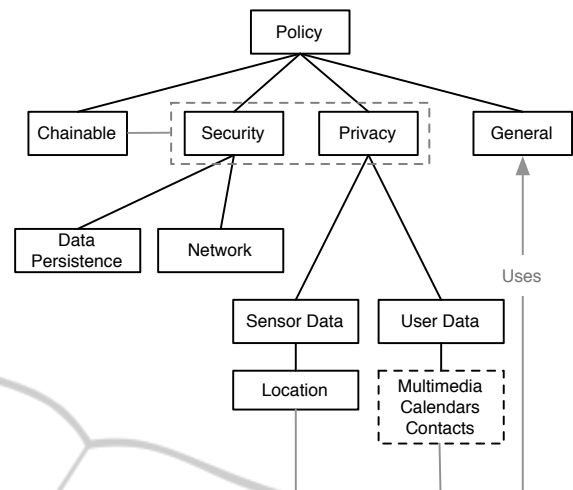 Policy
Chainable
Security
Privacy
General
Data
Persistence
Network
Uses
Sensor Data
User Data
Location
Multimedia
Calendars
Contacts